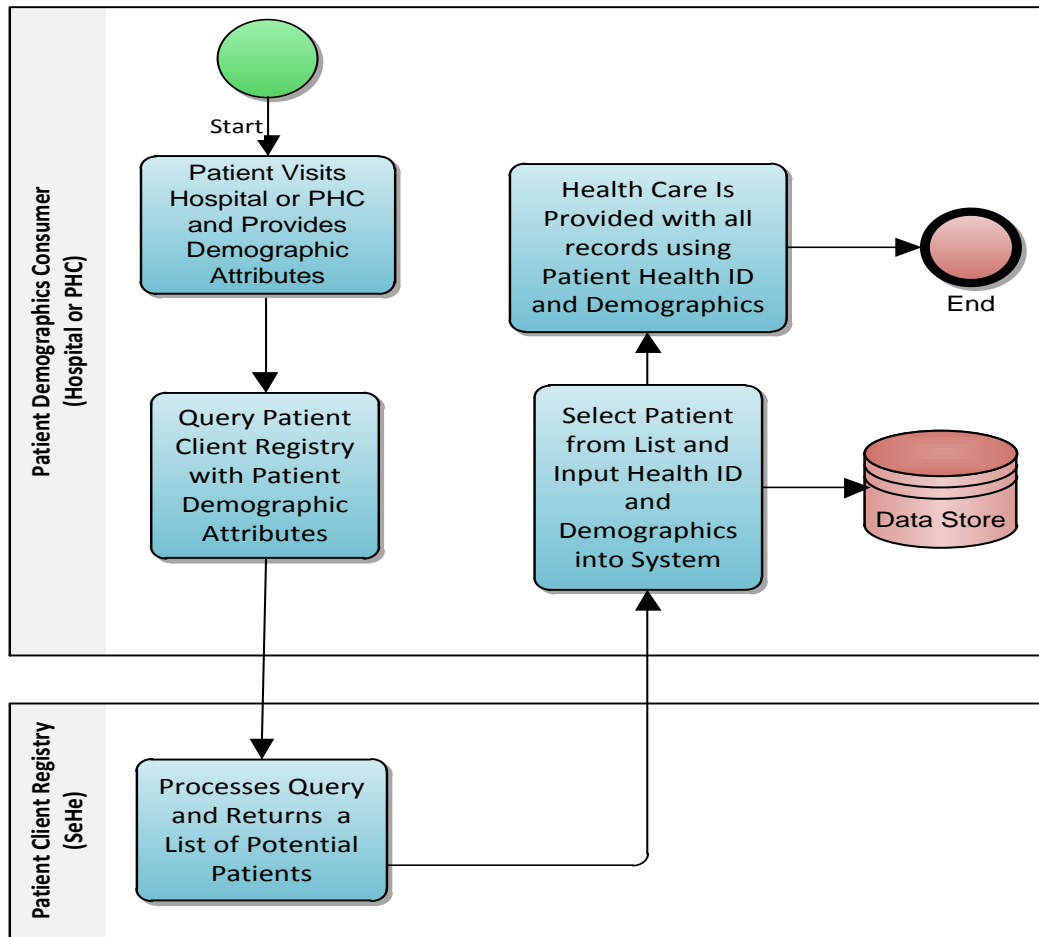 Patient Demographics Consumer
(Hospital or PHC)
Start
Patient Visits
Hospital or PHC
and Provides
Demographic
Attributes
Query Patient
Client Registry
with Patient
Demographic
Attributes
Health Care Is
Provided with all
records using
Patient Health ID
and Demographics
End
Select Patient
from List and
Input Health ID
and
Demographics
into System
Data Store
Patient Client Registry
(SeHe)
Processes Query
and Returns a
List of Potential
Patients